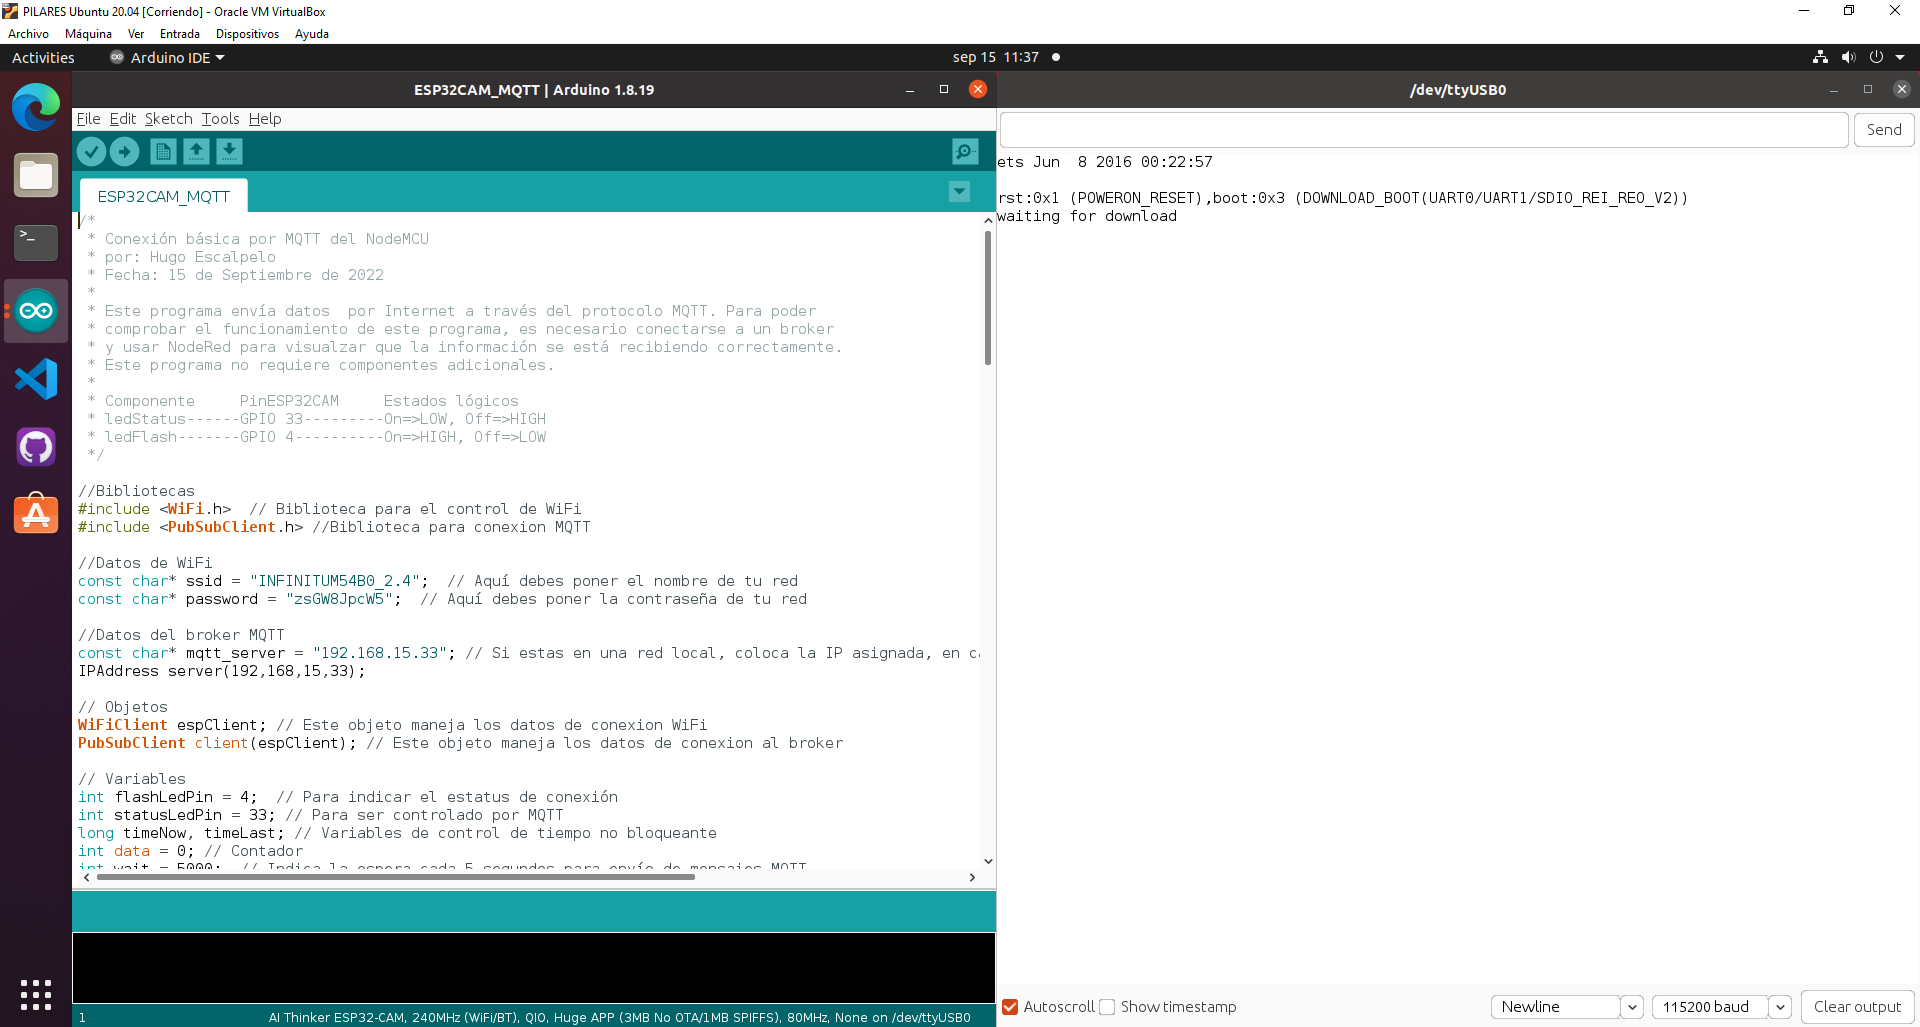 PILARES Ubuntu 20.04 [Corriendo] - Oracle VM VirtualBox
Archivo Máquina Ver Entrada Dispositivos Ayuda
Activities Arduino IDE sep 15 11:37
ESP32CAM_MQTT | Arduino 1.8.19
File Edit Sketch Tools Help
ESP32CAM_MQTT
/*
 * Conexión básica por MQTT del NodeMCU
 * por: Hugo Escalpelo
 * Fecha: 15 de Septiembre de 2022
 *
 * Este programa envía datos  por Internet a través del protocolo MQTT. Para poder
 * comprobar el funcionamiento de este programa, es necesario conectarse a un broker
 * y usar NodeRed para visualzar que la información se está recibiendo correctamente.
 * Este programa no requiere componentes adicionales.
 *
 * Componente     PinESP32CAM     Estados lógicos
 * ledStatus------GPIO 33---------On=>LOW, Off=>HIGH
 * ledFlash-------GPIO 4----------On=>HIGH, Off=>LOW
 */
//Bibliotecas
#include <WiFi.h>  // Biblioteca para el control de WiFi
#include <PubSubClient.h> //Biblioteca para conexion MQTT
//Datos de WiFi
const char* ssid = "INFINITUM54B0_2.4";  // Aquí debes poner el nombre de tu red
const char* password = "zsGW8JpcW5";  // Aquí debes poner la contraseña de tu red
//Datos del broker MQTT
const char* mqtt_server = "192.168.15.33"; // Si estas en una red local, coloca la IP asignada, en
IPAddress server(192,168,15,33);
// Objetos
WiFiClient espClient; // Este objeto maneja los datos de conexion WiFi
PubSubClient client(espClient); // Este objeto maneja los datos de conexion al broker
// Variables
int flashLedPin = 4;  // Para indicar el estatus de conexión
int statusLedPin = 33; // Para ser controlado por MQTT
long timeNow, timeLast; // Variables de control de tiempo no bloqueante
int data = 0; // Contador
int wait = 5000;  // Indica la espera cada 5 segundos para envío de mensajes MQTT
1 AI Thinker ESP32-CAM, 240MHz (WiFi/BT), QIO, Huge APP (3MB No OTA/1MB SPIFFS), 80MHz, None on /dev/ttyUSB0
/dev/ttyUSB0
Send
ets Jun  8 2016 00:22:57
rst:0x1 (POWERON_RESET),boot:0x3 (DOWNLOAD_BOOT(UART0/UART1/SDIO_REI_REO_V2))
waiting for download
Autoscroll Show timestamp Newline 115200 baud Clear output